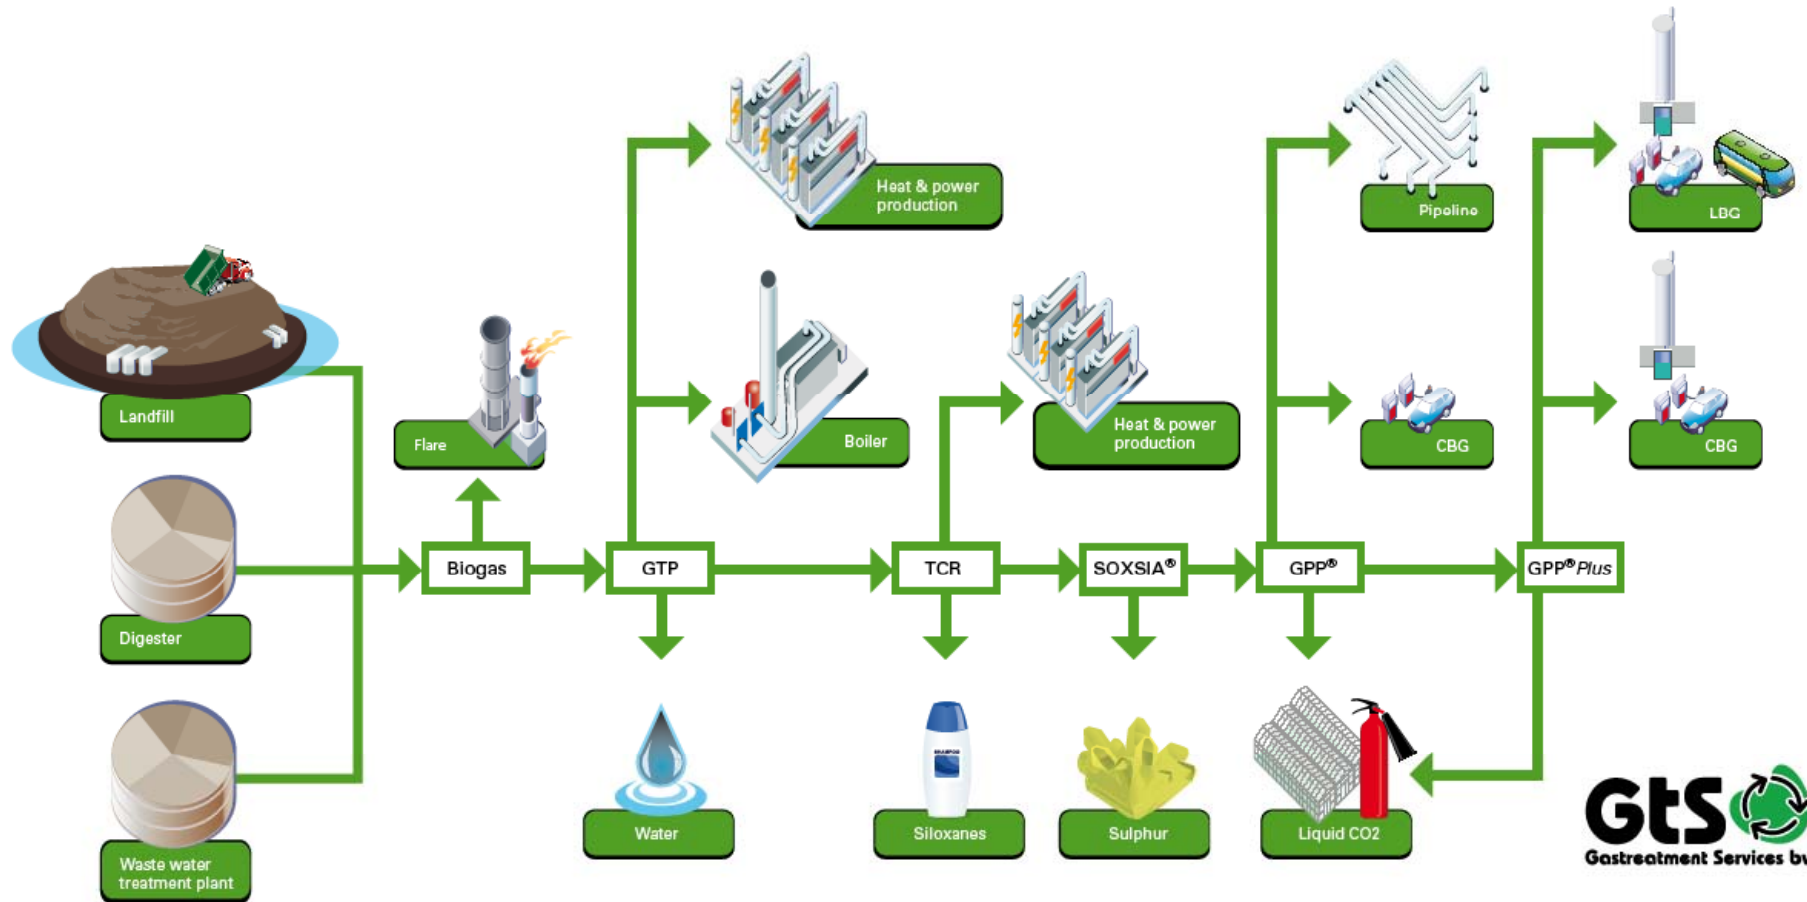 Heat & power
production
Pipeline
LBG
Landfill
Flare
Boiler
Heat & power
production
CBG
CBG
Biogas
GTP
TCR
SOXSIA®
GPP®
GPP®Plus
Digester
Waste water
treatment plant
Water
SHAMPOO
Siloxanes
Sulphur
Liquid CO2
GtS
Gastreatment Services bv